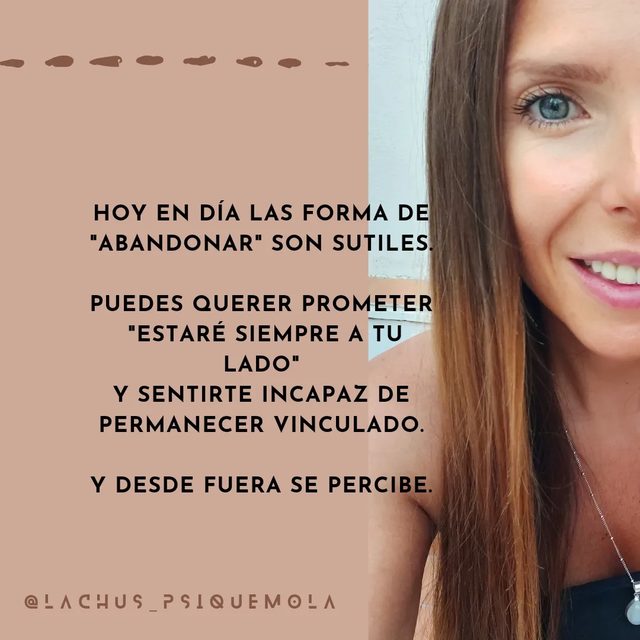 HOY EN DÍA LAS FORMA DE
"ABANDONAR" SON SUTILES.
PUEDES QUERER PROMETER
"ESTARÉ SIEMPRE A TU
LADO"
Y SENTIRTE INCAPAZ DE
PERMANECER VINCULADO.
Y DESDE FUERA SE PERCIBE.
@LACHUS_PSIQUEMOLA